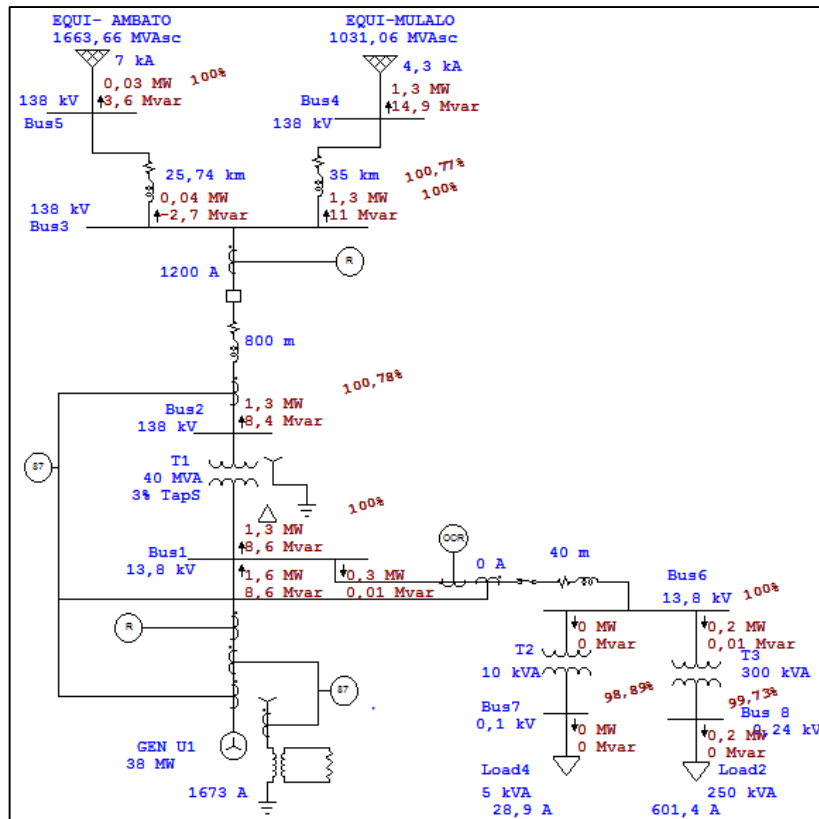 EQUI- AMBATO
1663,66 MVAsc
EQUI-MULALO
1031,06 MVAsc
7 kA
4,3 kA
0,03 MW
3,6 Mvar
100%
1,3 MW
14,9 Mvar
138 kV
Bus5
Bus4
138 kV
25,74 km
35 km
100,77%
100%
0,04 MW
-2,7 Mvar
1,3 MW
11 Mvar
138 kV
Bus3
1200 A
R
800 m
100,78%
Bus2
138 kV
1,3 MW
8,4 Mvar
87
T1
40 MVA
3% TapS
100%
1,3 MW
8,6 Mvar
Bus1
13,8 kV
1,6 MW
8,6 Mvar
0,3 MW
0,01 Mvar
OCR
0 A
40 m
Bus6
13,8 kV
100%
R
87
0 MW
0 Mvar
0,2 MW
0,01 Mvar
T2
10 kVA
T3
300 kVA
98,89%
99,73%
Bus7
0,1 kV
Bus 8
0,24 kV
0 MW
0 Mvar
0,2 MW
0 Mvar
GEN U1
38 MW
1673 A
Load4
5 kVA
28,9 A
Load2
250 kVA
601,4 A